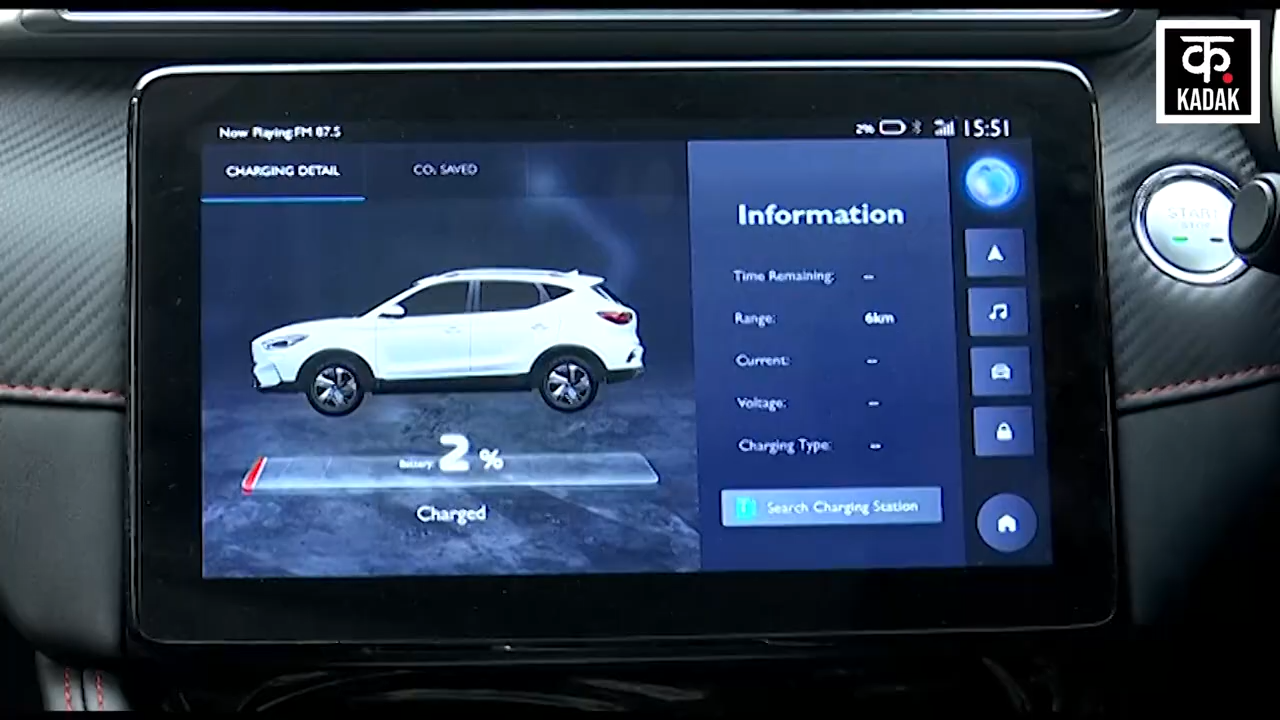 क.
KADAK
Now Playing:FM 87.5
2%
15:51
CHARGING DETAIL
CO₂ SAVED
Information
Time Remaining: --
Range: 6km
Current: --
Voltage: --
Charging Type: --
Battery: 2 %
Charged
Search Charging Station
START